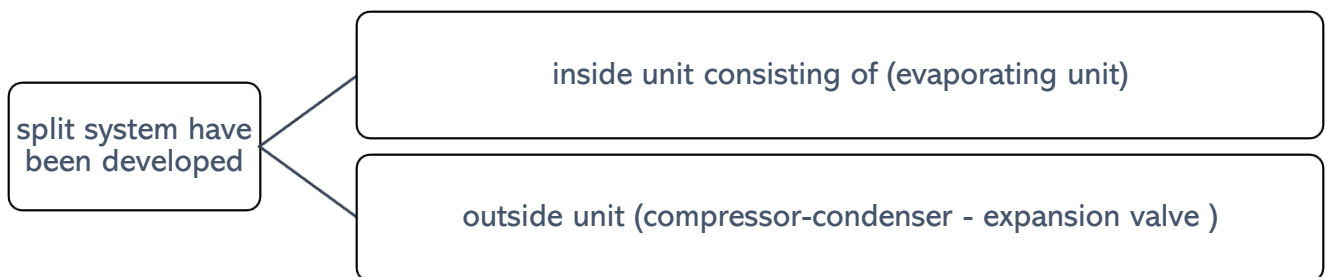 split system have
been developed
inside unit consisting of (evaporating unit)
outside unit (compressor-condenser - expansion valve )